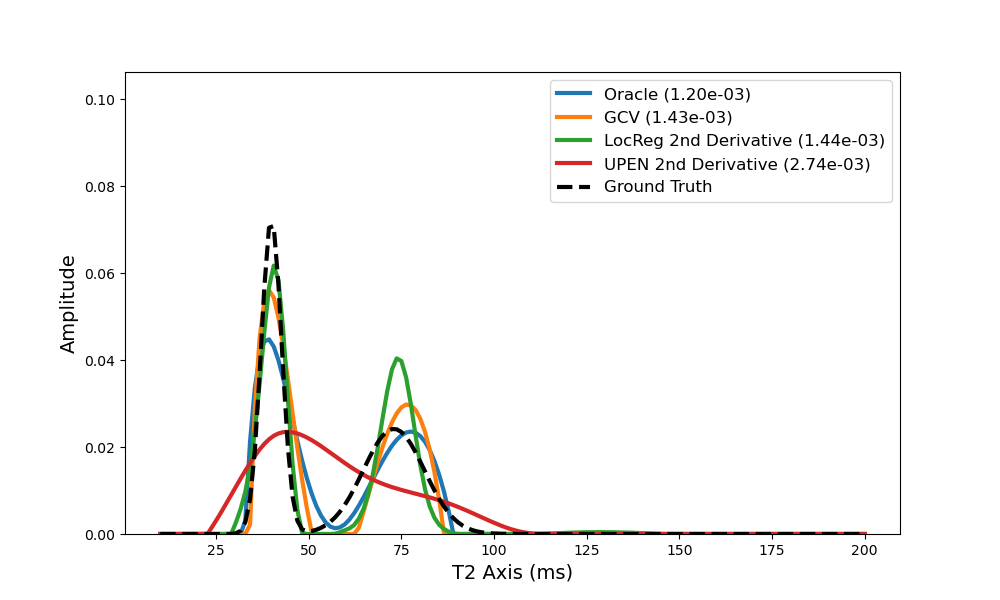 Oracle (1.20e-03)
GCV (1.43e-03)
LocReg 2nd Derivative (1.44e-03)
UPEN 2nd Derivative (2.74e-03)
Ground Truth
0.10
0.08
0.06
0.04
0.02
0.00
Amplitude
25 50 75 100 125 150 175 200
T2 Axis (ms)